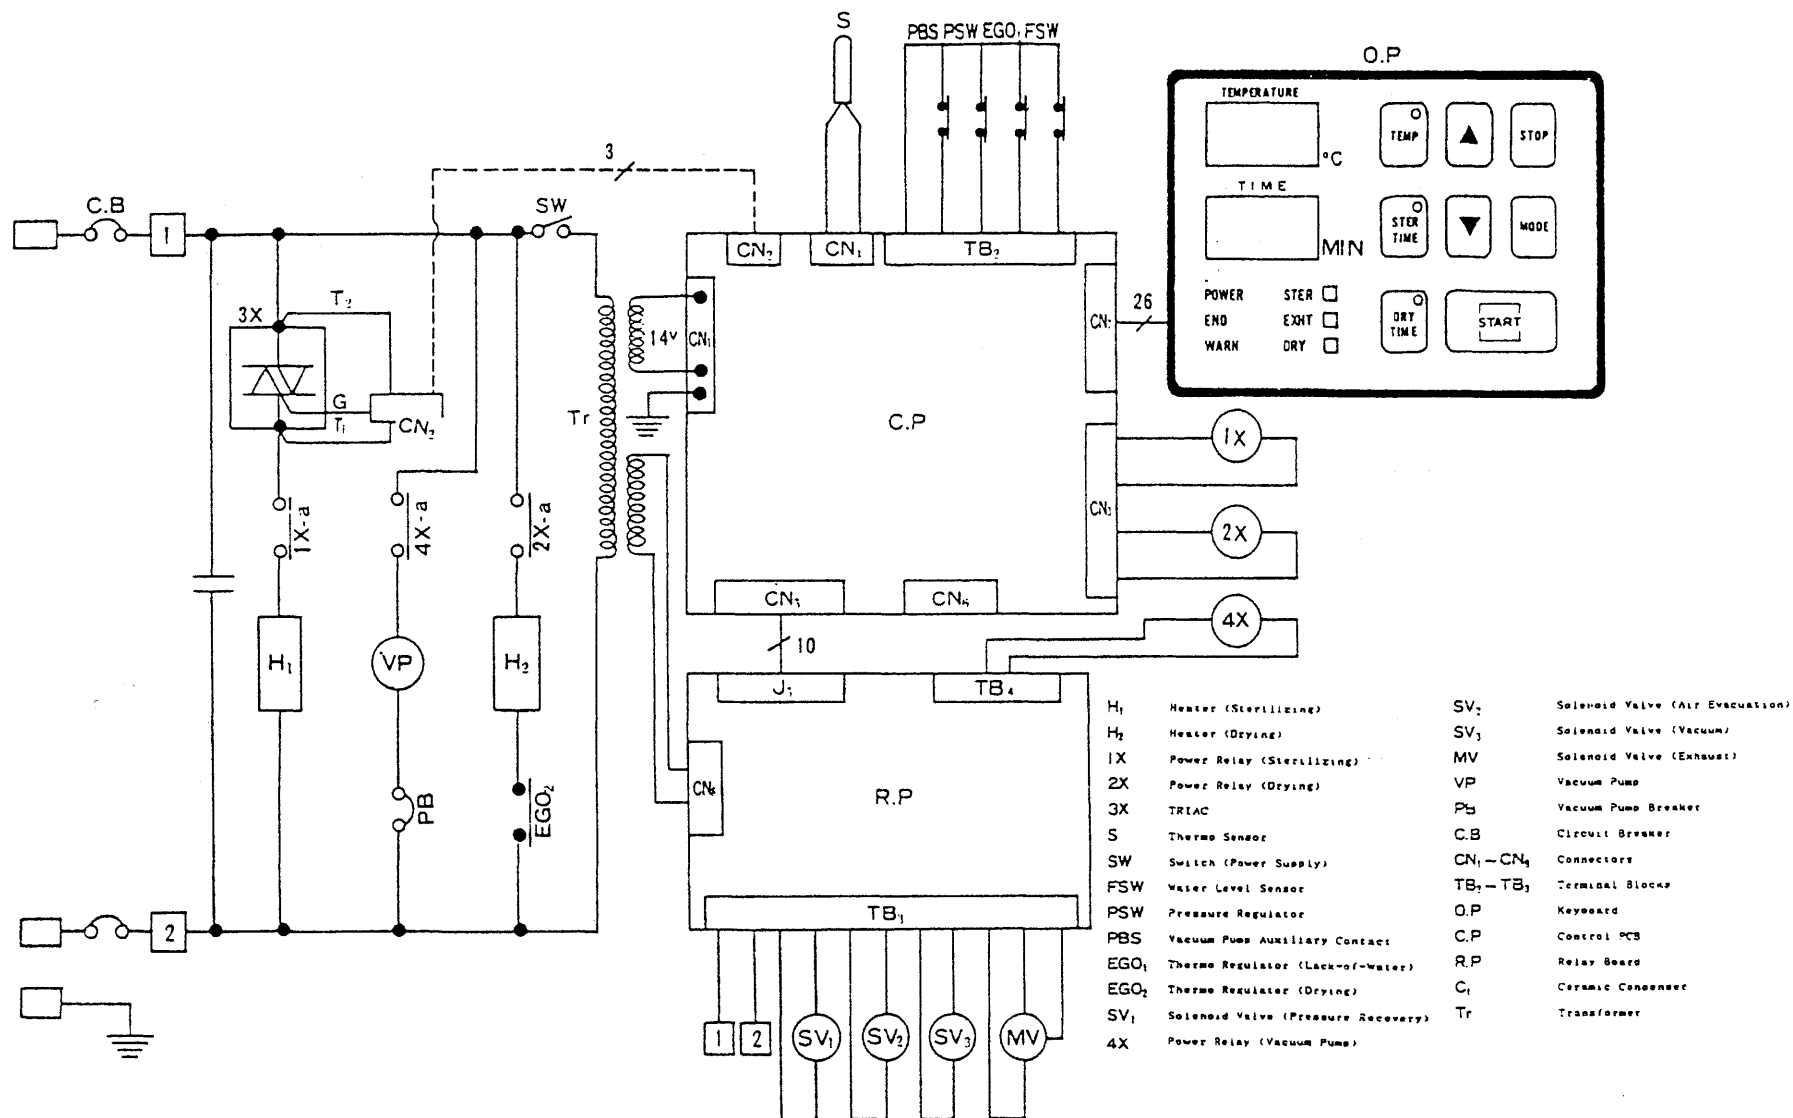 S
PBS PSW EGO₁ FSW
O.P
TEMPERATURE
°C
TEMP
▲
STOP
TIME
MIN
STER TIME
▼
MODE
POWER STER
END EXHT
WARN DRY
DRY TIME
START
C.B
1
SW
3
CN₂
CN₁
TB₂
3X
T₂
G
T₁
CN₂
14V
CN₁
Tr
C.P
26
1X
2X
4X
1X-a
4X-a
2X-a
H₁
VP
H₂
PB
EGO₂
10
TB₄
R.P
TB₃
2
1
2
SV₁
SV₂
SV₃
MV
H₁ Heater (Sterilizing)
H₂ Heater (Drying)
1X Power Relay (Sterilizing)
2X Power Relay (Drying)
3X TRIAC
S Thermo Sensor
SW Switch (Power Supply)
FSW Water Level Sensor
PSW Pressure Regulator
PBS Vacuum Pump Auxiliary Contact
EGO₁ Thermo Regulator (Lack-of-Water)
EGO₂ Thermo Regulator (Drying)
SV₁ Solenoid Valve (Pressure Recovery)
4X Power Relay (Vacuum Pump)
SV₂ Solenoid Valve (Air Evacuation)
SV₃ Solenoid Valve (Vacuum)
MV Solenoid Valve (Exhaust)
VP Vacuum Pump
PB Vacuum Pump Breaker
C.B Circuit Breaker
CN₁–CN₉ Connectors
TB₂–TB₃ Terminal Blocks
O.P Keyboard
C.P Control PCB
R.P Relay Board
C₁ Ceramic Condenser
Tr Transformer